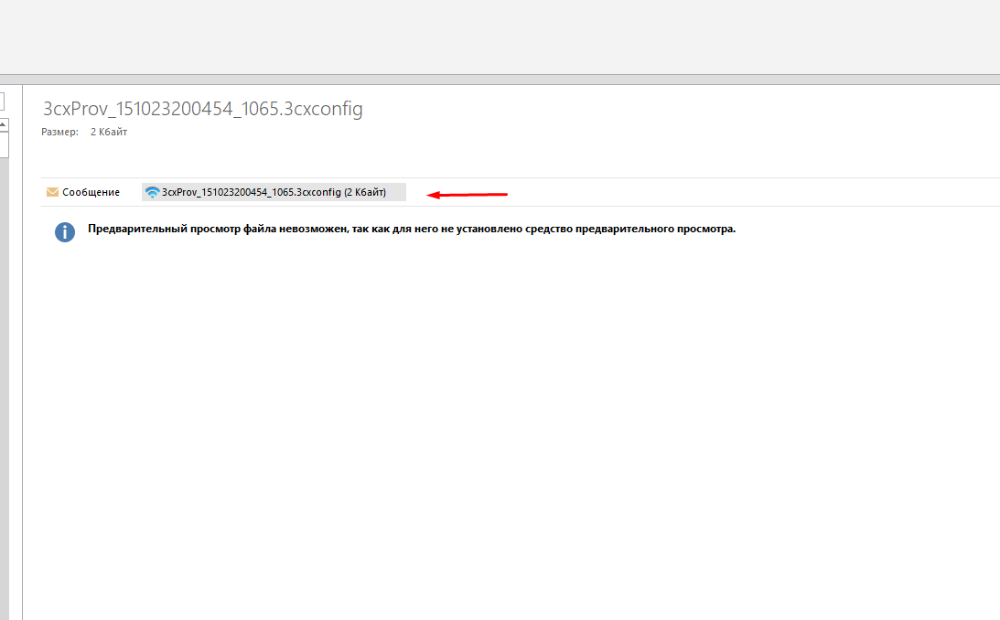 3cxProv_151023200454_1065.3cxconfig
Размер: 2 Кбайт
Сообщение 3cxProv_151023200454_1065.3cxconfig (2 Кбайт)
Предварительный просмотр файла невозможен, так как для него не установлено средство предварительного просмотра.